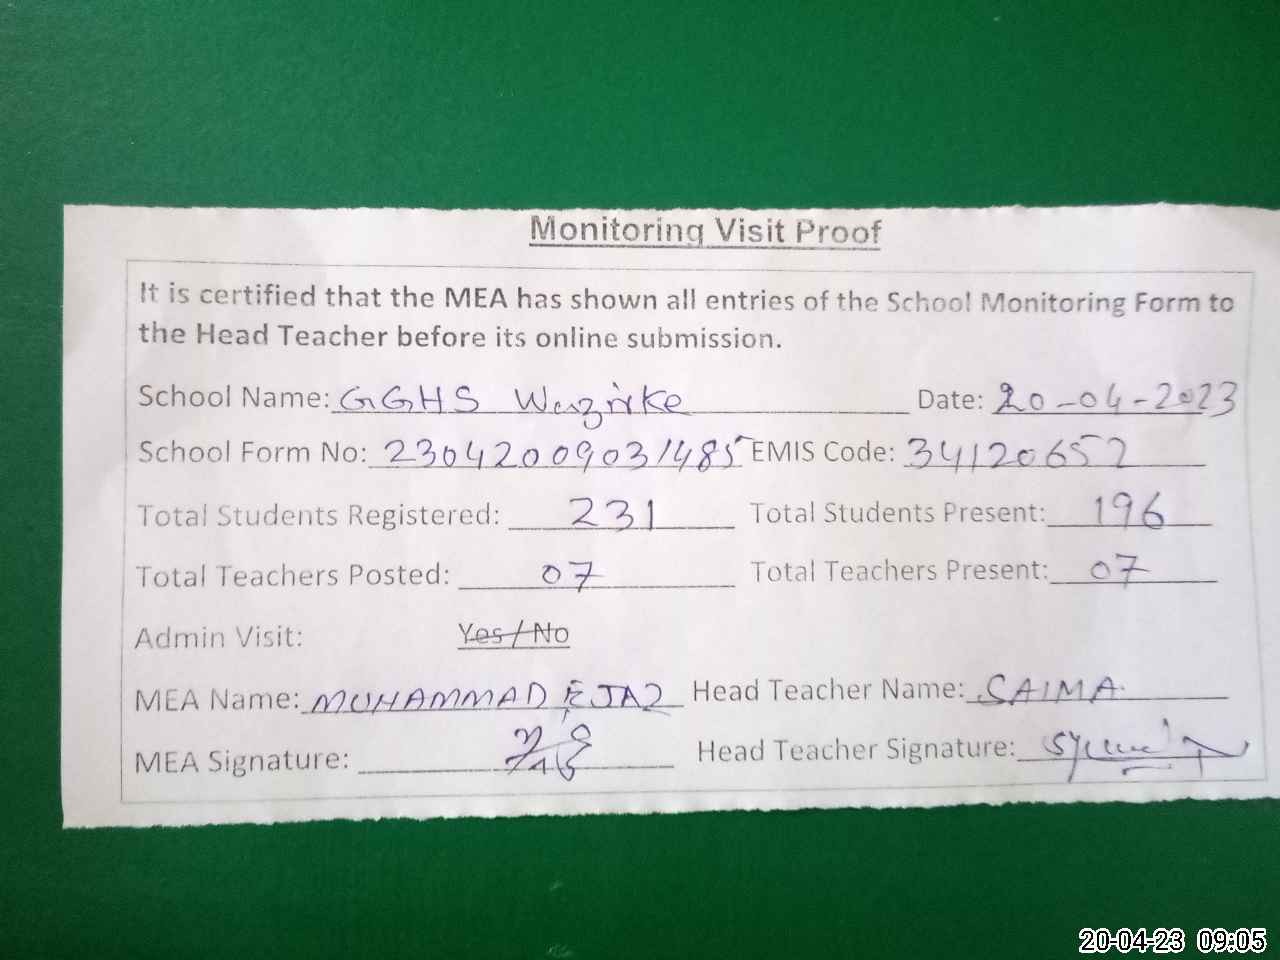 Monitoring Visit Proof
It is certified that the MEA has shown all entries of the School Monitoring Form to
the Head Teacher before its online submission.
School Name: GGHS Wazirke Date: 20-04-2023
School Form No: 23042009031485 EMIS Code: 34120652
Total Students Registered: 231 Total Students Present: 196
Total Teachers Posted: 07 Total Teachers Present: 07
Admin Visit: Yes / No
MEA Name: MUHAMMAD EJAZ Head Teacher Name: SAIMA
MEA Signature: Head Teacher Signature:
20-04-23 09:05